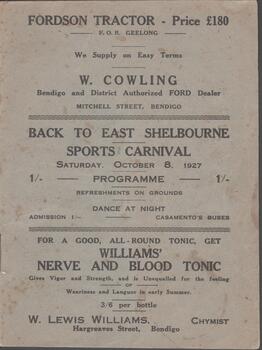 FORDSON TRACTOR - Price £180
F.O.R. GEELONG
We Supply on Easy Terms
W. COWLING
Bendigo and District Authorized FORD Dealer
MITCHELL STREET, BENDIGO
BACK TO EAST SHELBOURNE
SPORTS CARNIVAL
SATURDAY, OCTOBER 8, 1927
1/- PROGRAMME 1/-
REFRESHMENTS ON GROUNDS
DANCE AT NIGHT
ADMISSION 1/- CASAMENTO'S BUSES
FOR A GOOD, ALL-ROUND TONIC, GET
WILLIAMS'
NERVE AND BLOOD TONIC
Gives Vigor and Strength, and is Unequalled for the feeling
of
Weariness and Languor in early Summer.
3/6 per bottle
W. LEWIS WILLIAMS, CHYMIST
Hargreaves Street, Bendigo